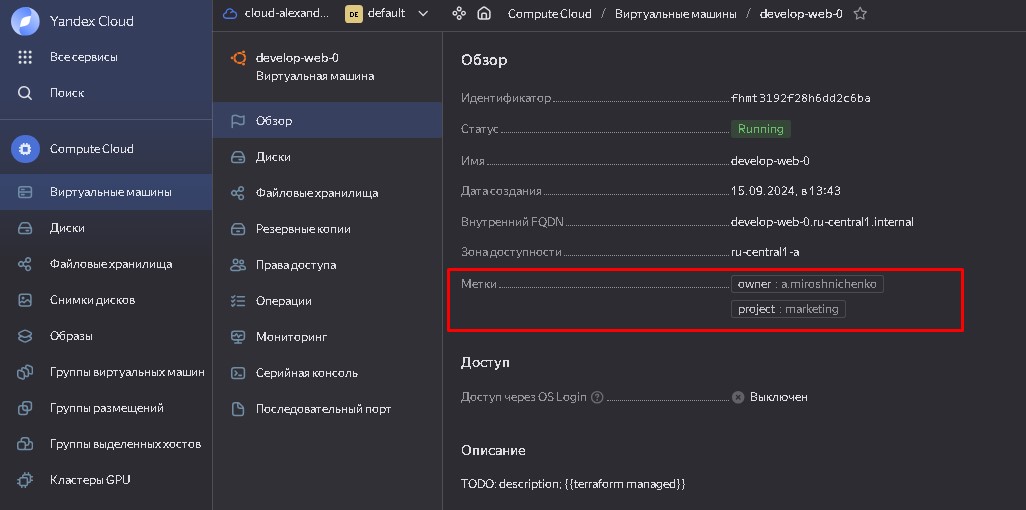 Yandex Cloud
Все сервисы
Поиск
Compute Cloud
Виртуальные машины
Диски
Файловые хранилища
Снимки дисков
Образы
Группы виртуальных машин
Группы размещений
Группы выделенных хостов
Кластеры GPU
cloud-alexand... DE default Compute Cloud / Виртуальные машины / develop-web-0
develop-web-0
Виртуальная машина
Обзор
Диски
Файловые хранилища
Резервные копии
Права доступа
Операции
Мониторинг
Серийная консоль
Последовательный порт
Обзор
Идентификатор fhmt3192f28h6dd2c6ba
Статус Running
Имя develop-web-0
Дата создания 15.09.2024, в 13:43
Внутренний FQDN develop-web-0.ru-central1.internal
Зона доступности ru-central1-a
Метки owner : a.miroshnichenko
project : marketing
Доступ
Доступ через OS Login ? Выключен
Описание
TODO: description; {{terraform managed}}